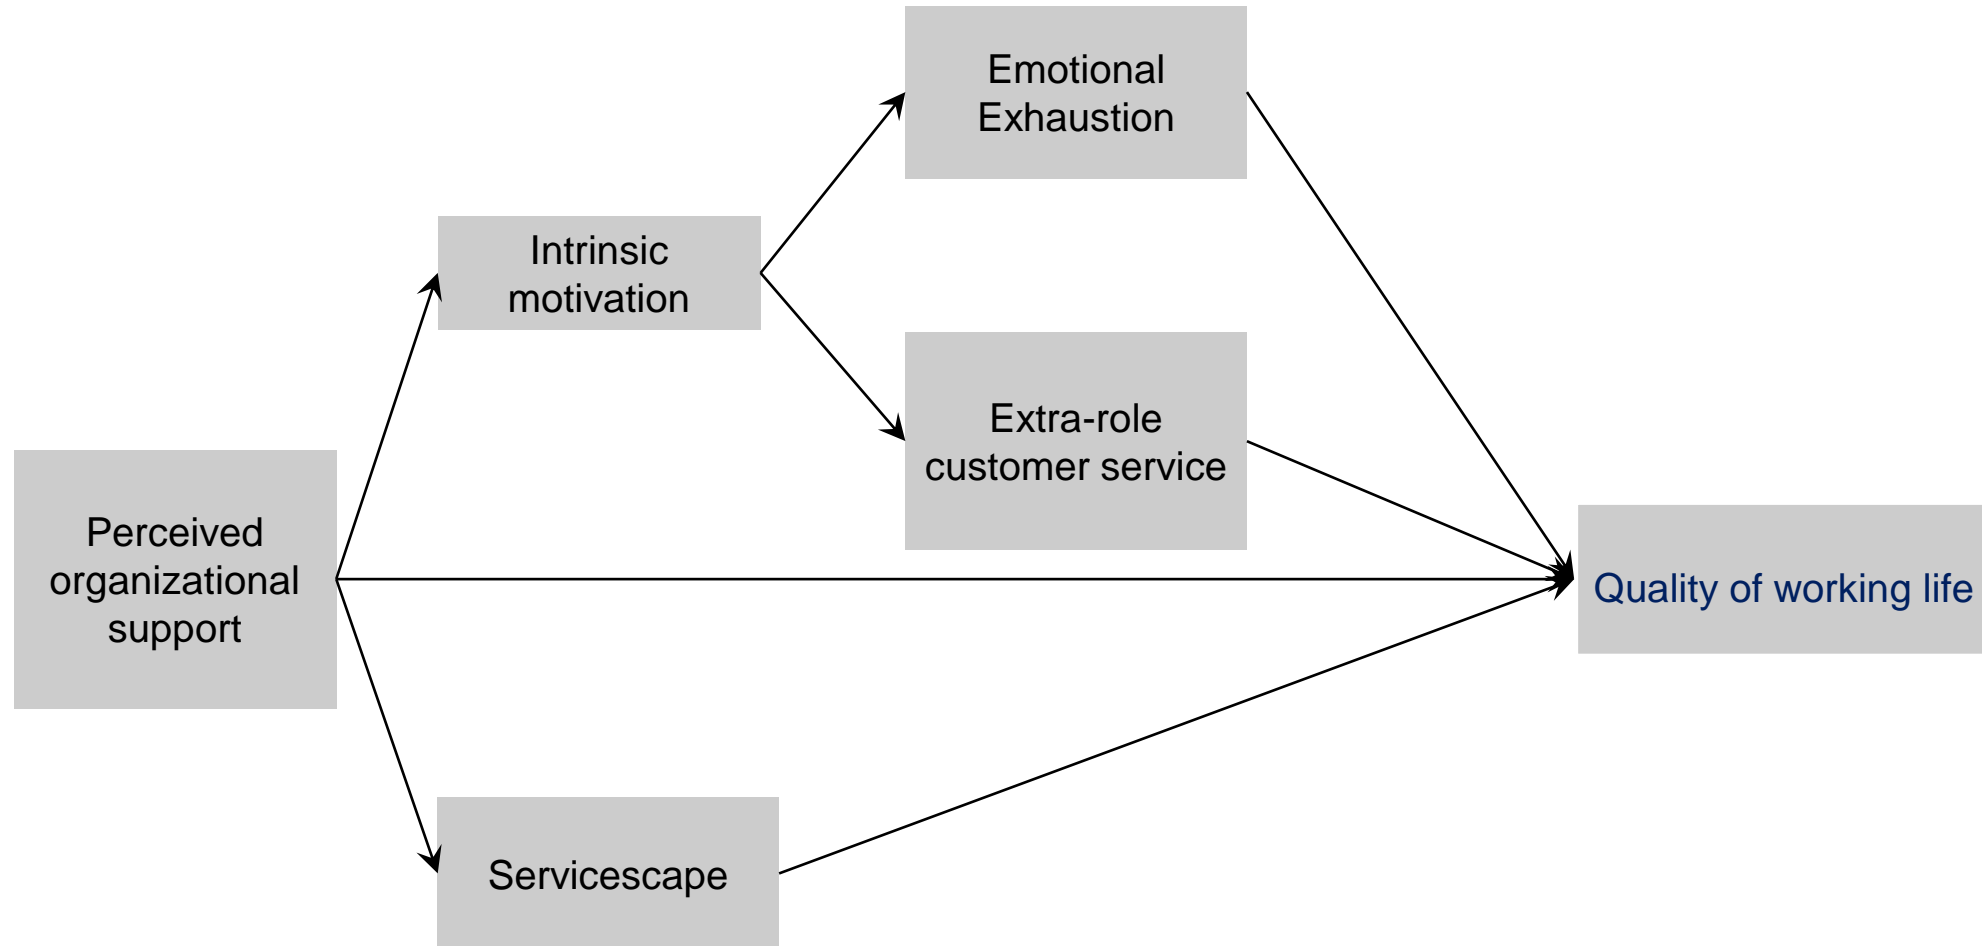 Emotional
Exhaustion
Intrinsic
motivation
Extra-role
customer service
Perceived
organizational
support
Quality of working life
Servicescape